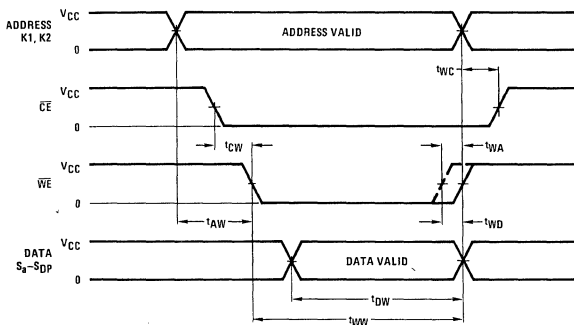 ADDRESS
K1, K2
VCC
0
ADDRESS VALID
tWC
CE
VCC
0
tCW
tWA
WE
VCC
0
tAW
tWD
DATA
Sa–SDP
VCC
0
DATA VALID
tDW
tWW